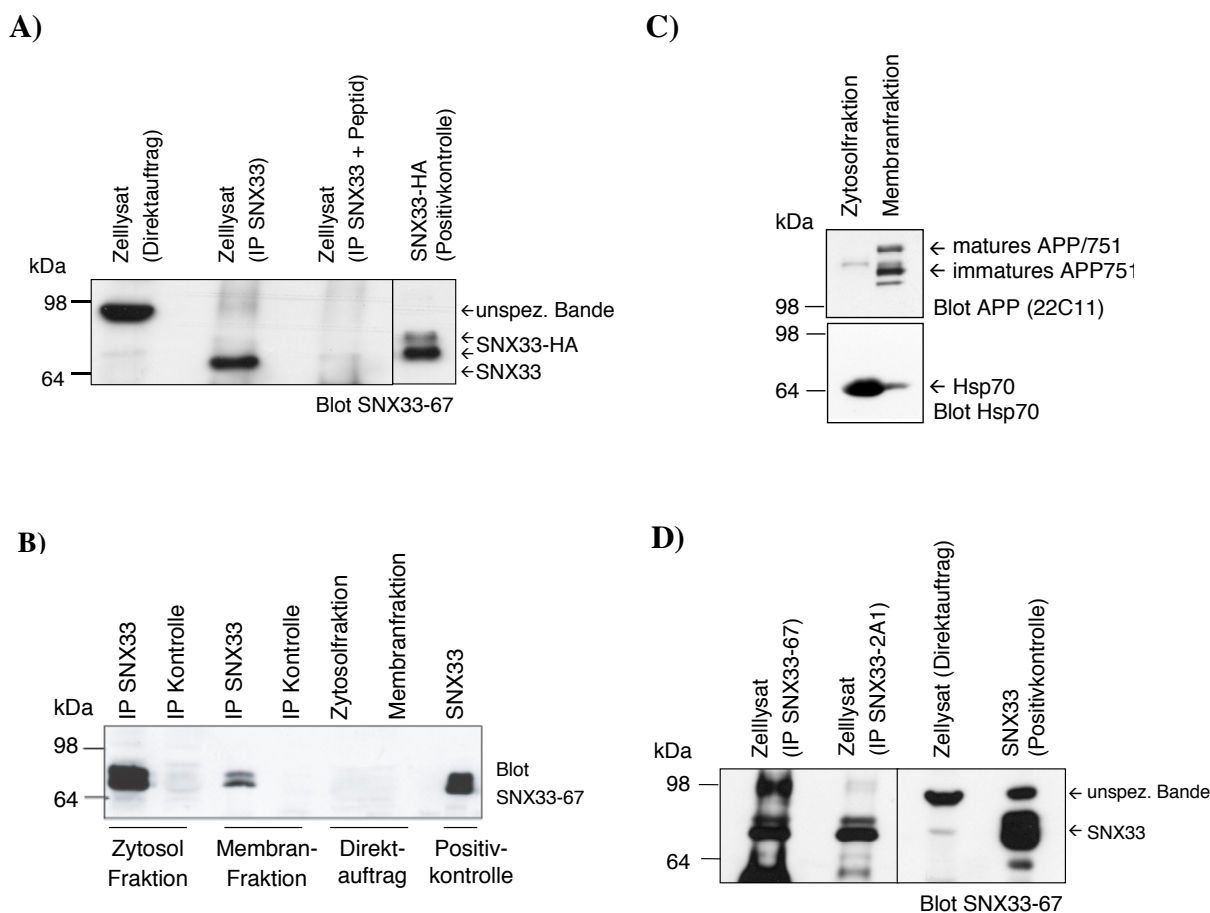 A)
Zelllysat
(Direktauftrag)
Zelllysat
(IP SNX33)
Zelllysat
(IP SNX33 + Peptid)
SNX33-HA
(Positivkontrolle)
kDa
98
64
←unspez. Bande
←
SNX33-HA
←
←SNX33
Blot SNX33-67
C)
Zytosolfraktion
Membranfraktion
kDa
← matures APP/751
← immatures APP751
98
Blot APP (22C11)
98
64
← Hsp70
Blot Hsp70
B)
IP SNX33
IP Kontrolle
IP SNX33
IP Kontrolle
Zytosolfraktion
Membranfraktion
SNX33
kDa
98
64
Blot
SNX33-67
Zytosol
Fraktion
Membran-
Fraktion
Direkt-
auftrag
Positiv-
kontrolle
D)
Zelllysat
(IP SNX33-67)
Zelllysat
(IP SNX33-2A1)
Zellysat (Direktauftrag)
SNX33
(Positivkontrolle)
kDa
98
64
← unspez. Bande
← SNX33
Blot SNX33-67